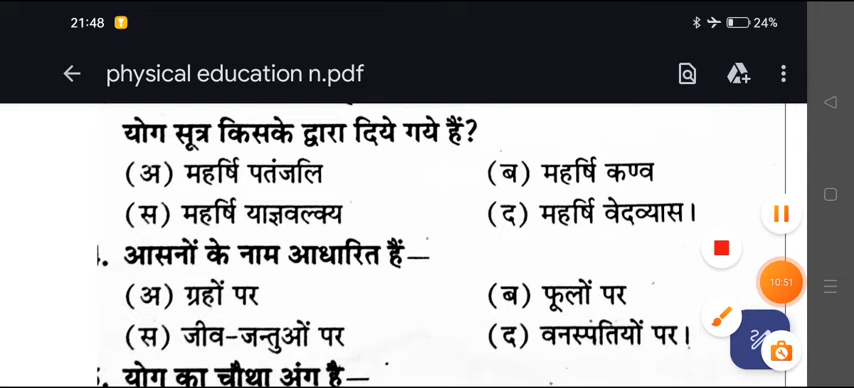 21:48
24%
physical education n.pdf
योग सूत्र किसके द्वारा दिये गये हैं?
(अ) महर्षि पतंजलि (ब) महर्षि कण्व
(स) महर्षि याज्ञवल्क्य (द) महर्षि वेदव्यास।
. आसनों के नाम आधारित हैं—
(अ) ग्रहों पर (ब) फूलों पर
(स) जीव-जन्तुओं पर (द) वनस्पतियों पर।
10:51
. योग का चौथा अंग है—